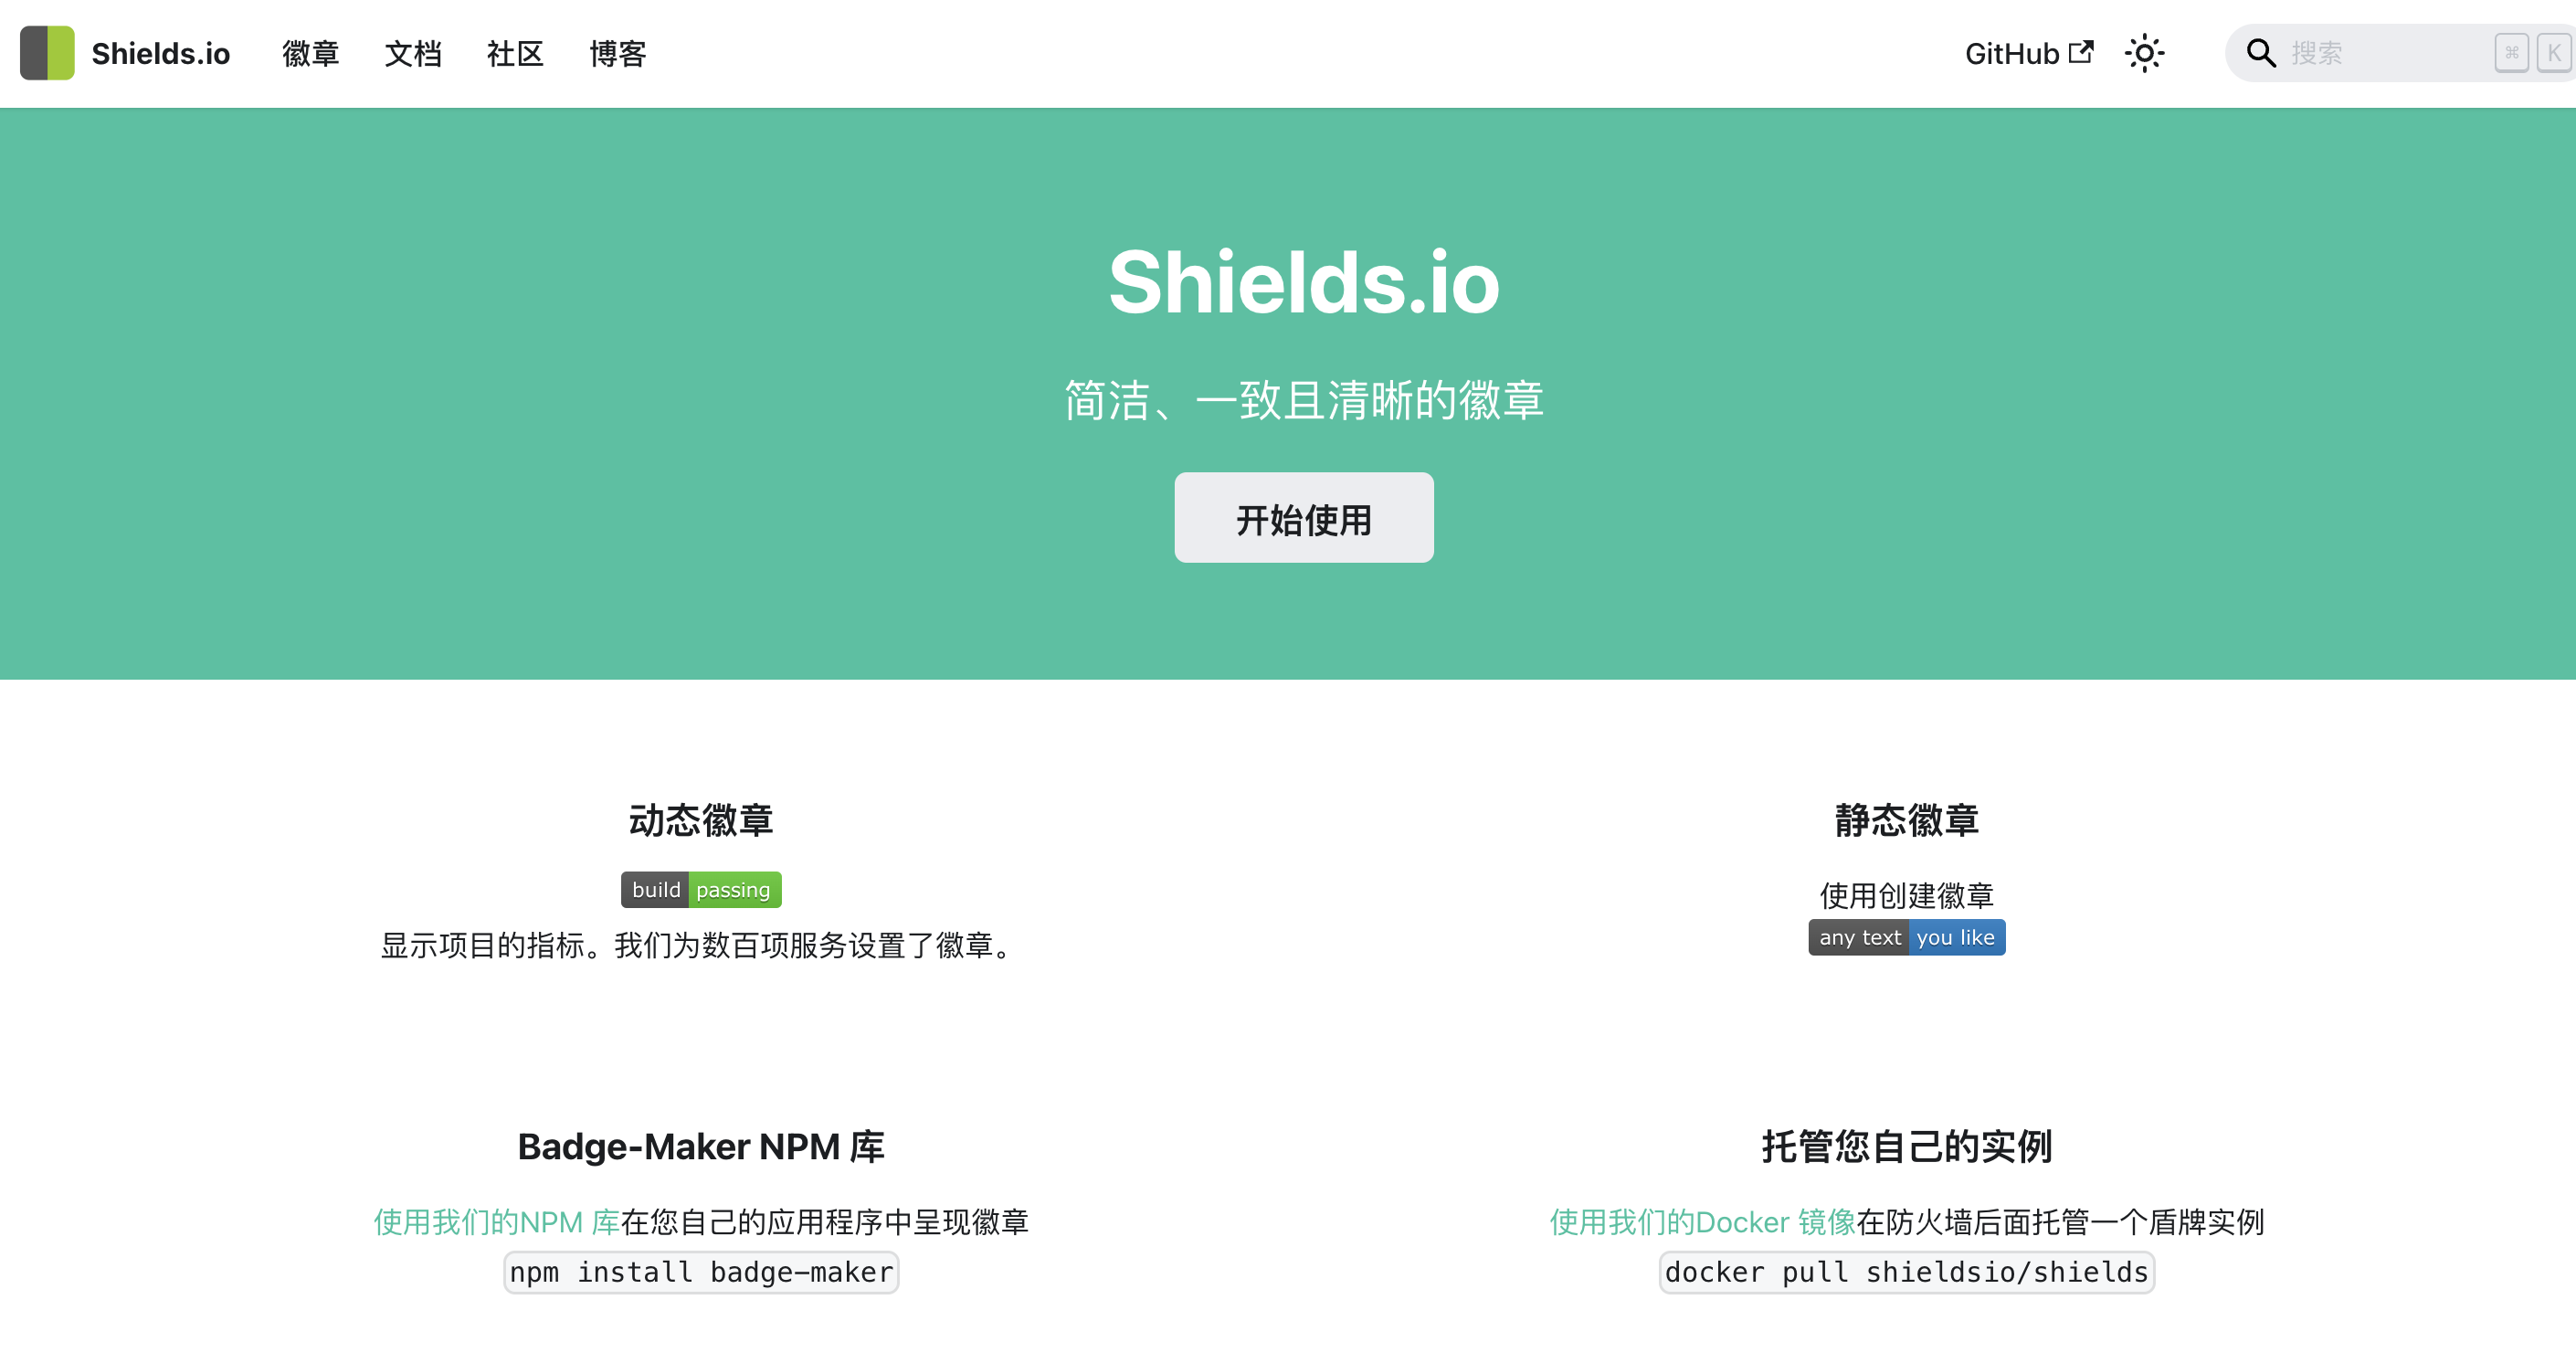 Shields.io 徽章 文档 社区 博客 GitHub 搜索 ⌘ K
Shields.io
简洁、一致且清晰的徽章
开始使用
动态徽章
build passing
显示项目的指标。我们为数百项服务设置了徽章。
静态徽章
使用创建徽章
any text you like
Badge-Maker NPM 库
使用我们的NPM 库在您自己的应用程序中呈现徽章
npm install badge-maker
托管您自己的实例
使用我们的Docker 镜像在防火墙后面托管一个盾牌实例
docker pull shieldsio/shields